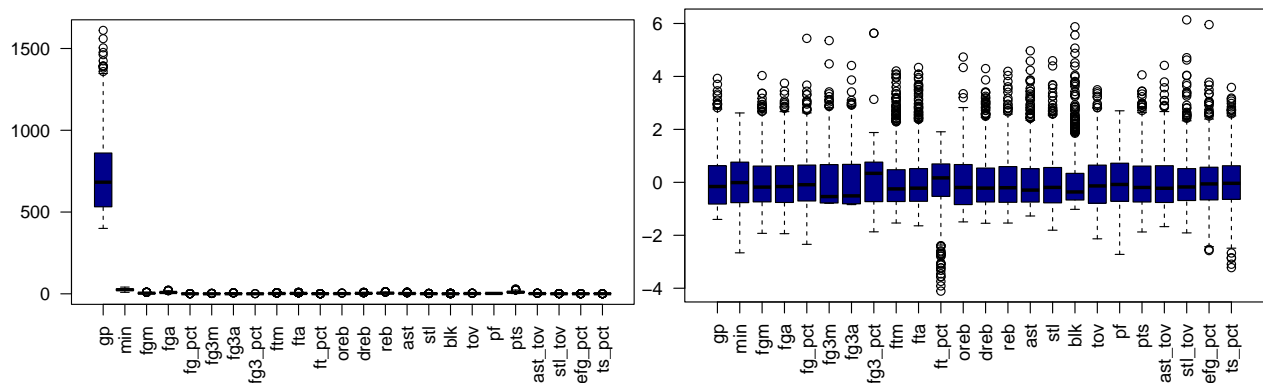 1500
1000
500
0
gp
min
fgm
fga
fg_pct
fg3m
fg3a
fg3_pct
ftm
fta
ft_pct
oreb
dreb
reb
ast
stl
blk
tov
pf
pts
ast_tov
stl_tov
efg_pct
ts_pct
6
4
2
0
−2
−4
gp
min
fgm
fga
fg_pct
fg3m
fg3a
fg3_pct
ftm
fta
ft_pct
oreb
dreb
reb
ast
stl
blk
tov
pf
pts
ast_tov
stl_tov
efg_pct
ts_pct